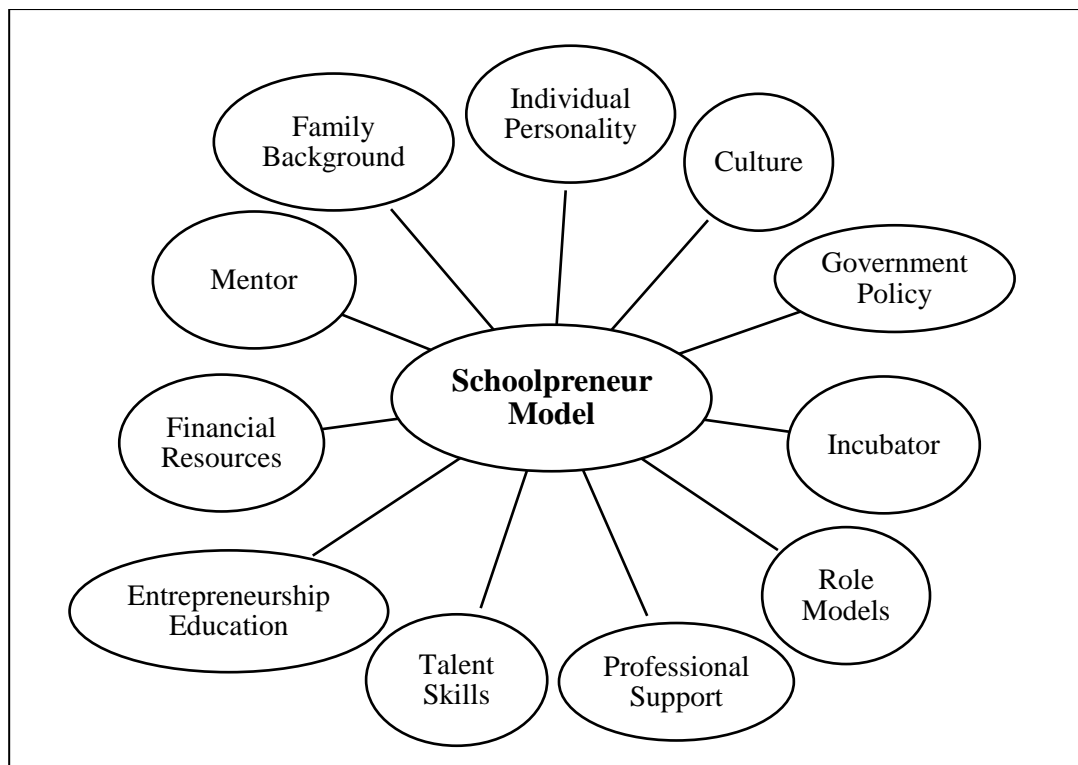 Individual
Personality
Family
Background
Culture
Government
Policy
Mentor
Schoolpreneur
Model
Financial
Resources
Incubator
Role
Models
Entrepreneurship
Education
Talent
Skills
Professional
Support